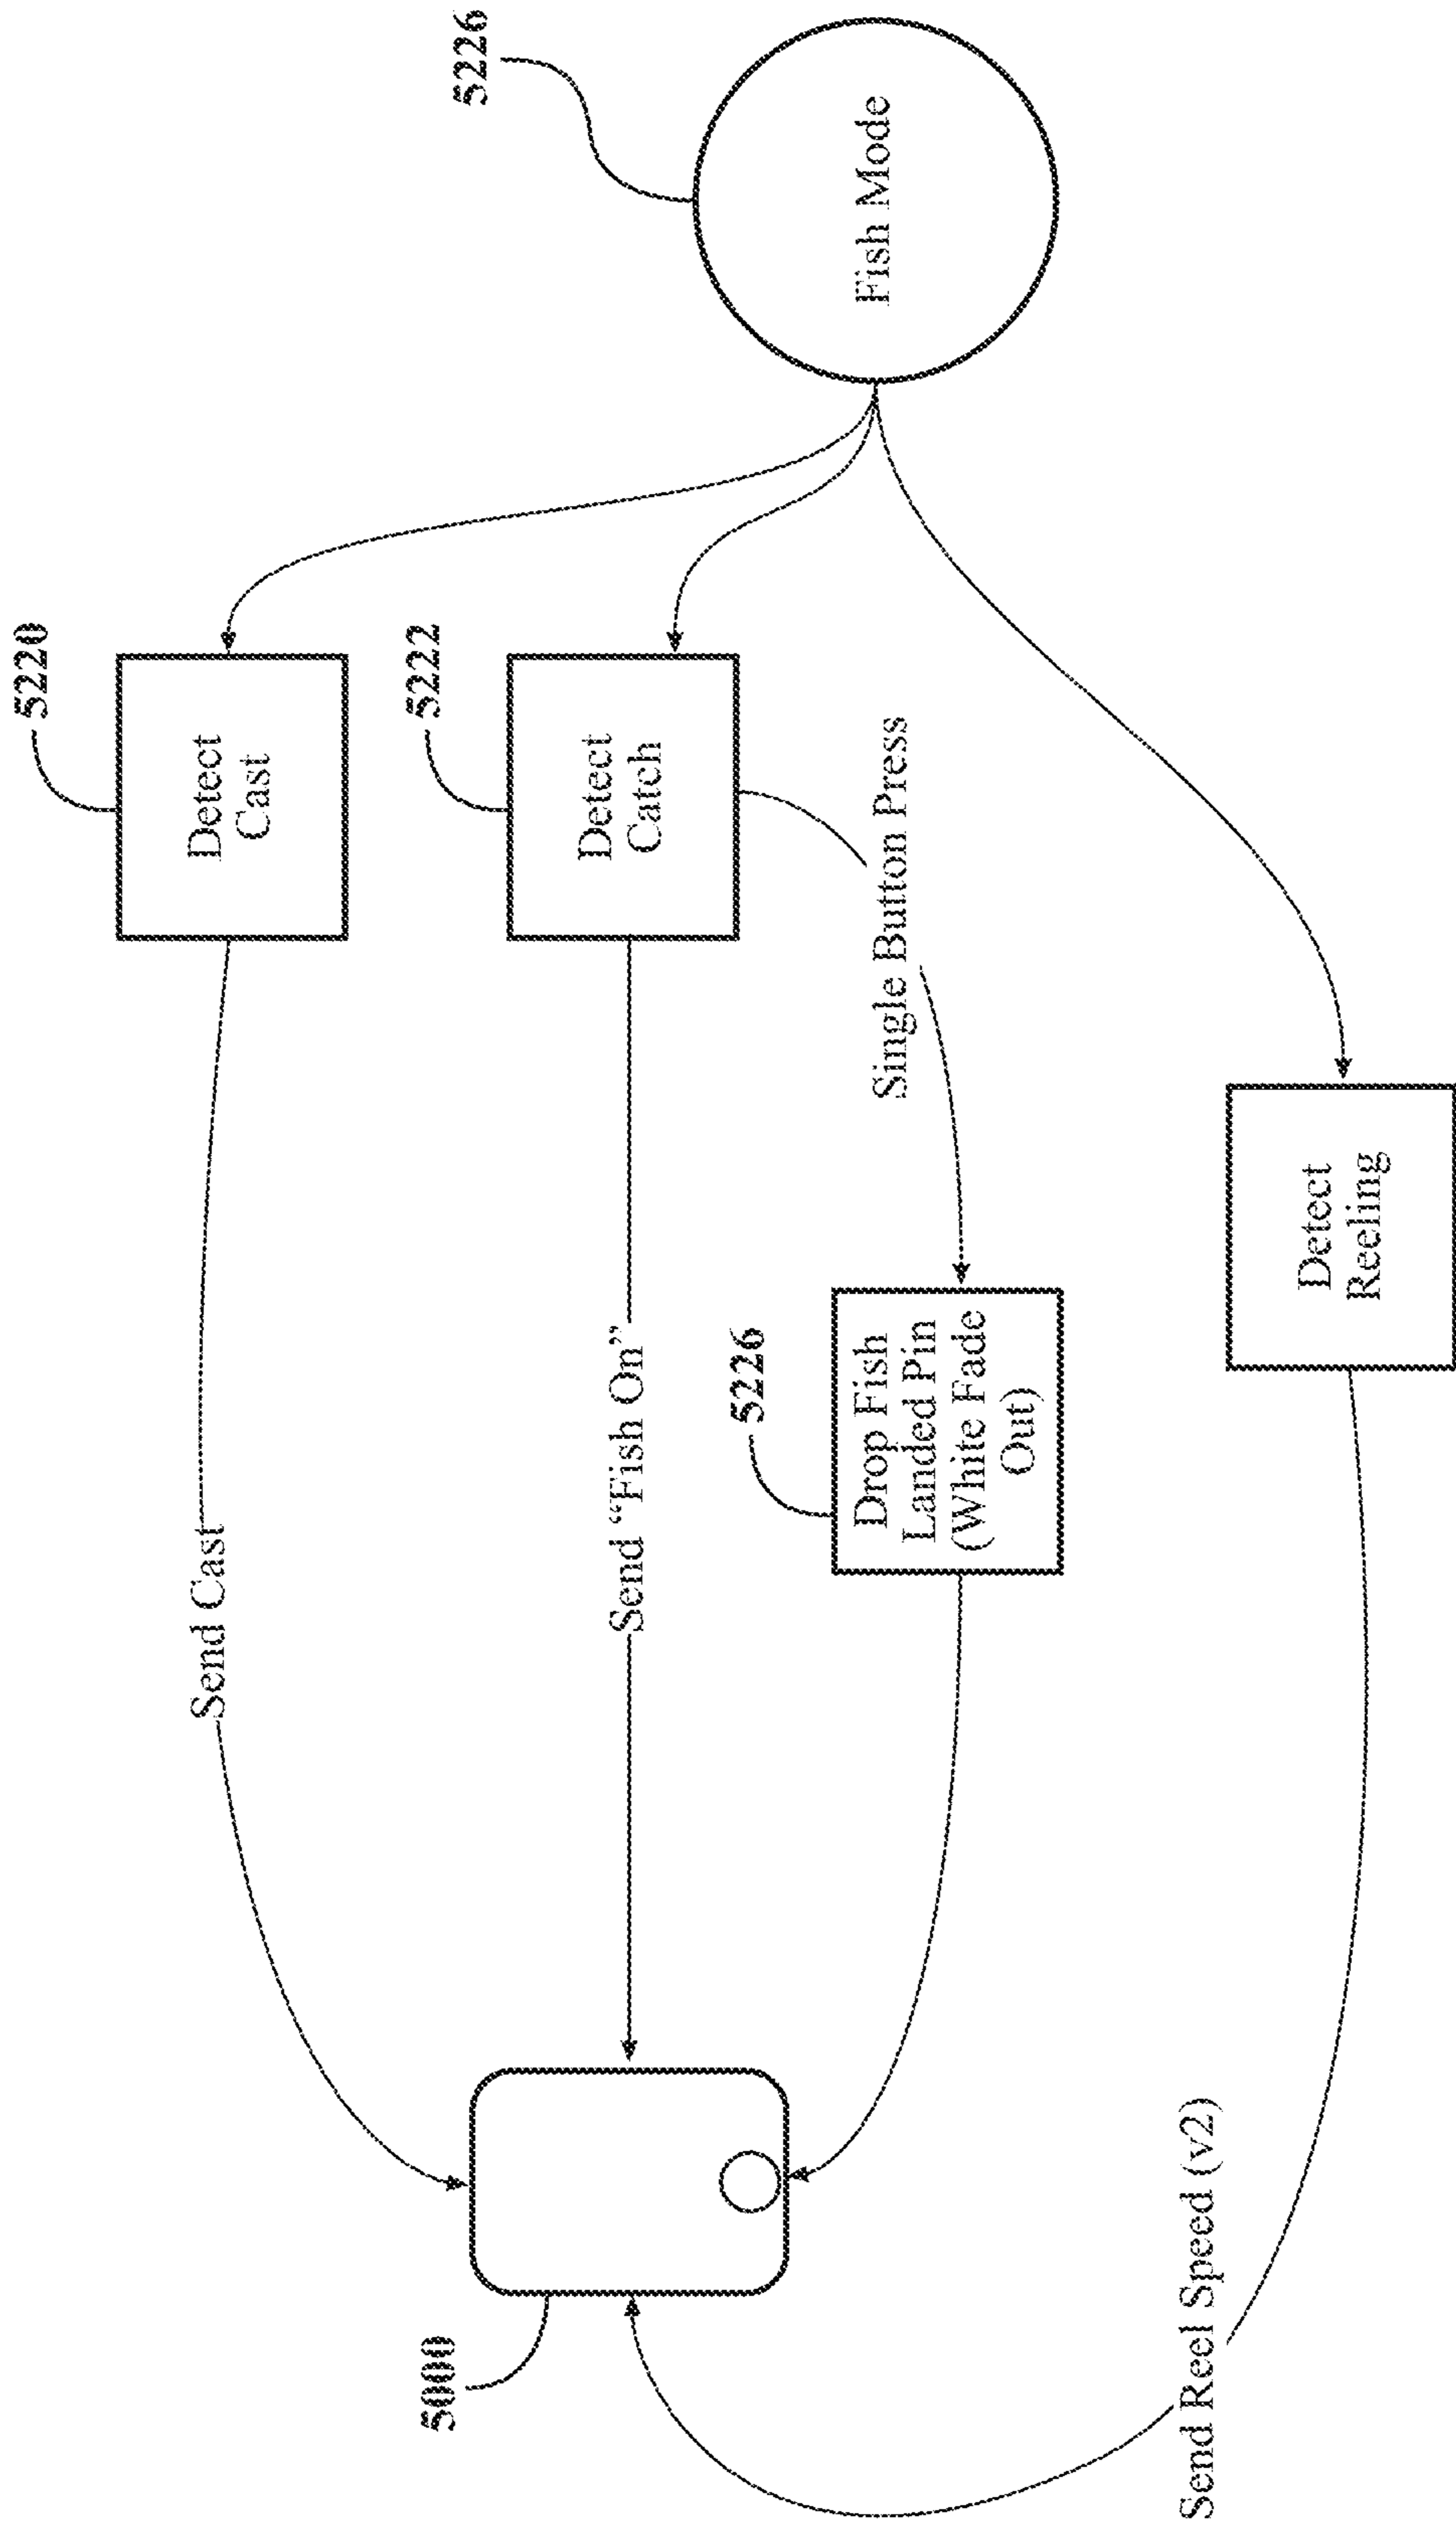 5220
Send Cast
Detect
Cast
5000
5222
5226
Send “Fish On”
Detect
Catch
5226
Drop Fish
Landed Pin
(White Fade
Out)
Single Button Press
Fish Mode
Send Reel Speed (v2)
Detect
Reeling